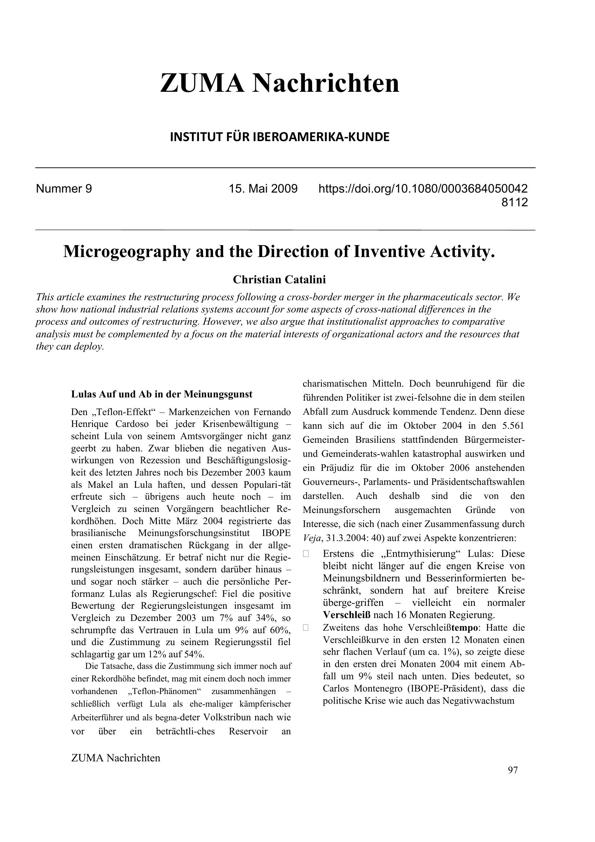 ZUMA Nachrichten
INSTITUT FÜR IBEROAMERIKA-KUNDE
Nummer 9 15. Mai 2009 https://doi.org/10.1080/0003684050042
8112
Microgeography and the Direction of Inventive Activity.
Christian Catalini
This article examines the restructuring process following a cross-border merger in the pharmaceuticals sector. We
show how national industrial relations systems account for some aspects of cross-national differences in the
process and outcomes of restructuring. However, we also argue that institutionalist approaches to comparative
analysis must be complemented by a focus on the material interests of organizational actors and the resources that
they can deploy.
Lulas Auf und Ab in der Meinungsgunst
Den „Teflon-Effekt“ – Markenzeichen von Fernando
Henrique Cardoso bei jeder Krisenbewältigung –
scheint Lula von seinem Amtsvorgänger nicht ganz
geerbt zu haben. Zwar blieben die negativen Aus-
wirkungen von Rezession und Beschäftigungslosig-
keit des letzten Jahres noch bis Dezember 2003 kaum
als Makel an Lula haften, und dessen Populari-tät
erfreute sich – übrigens auch heute noch – im
Vergleich zu seinen Vorgängern beachtlicher Re-
kordhöhen. Doch Mitte März 2004 registrierte das
brasilianische Meinungsforschungsinstitut IBOPE
einen ersten dramatischen Rückgang in der allge-
meinen Einschätzung. Er betraf nicht nur die Regie-
rungsleistungen insgesamt, sondern darüber hinaus –
und sogar noch stärker – auch die persönliche Per-
formanz Lulas als Regierungschef: Fiel die positive
Bewertung der Regierungsleistungen insgesamt im
Vergleich zu Dezember 2003 um 7% auf 34%, so
schrumpfte das Vertrauen in Lula um 9% auf 60%,
und die Zustimmung zu seinem Regierungsstil fiel
schlagartig gar um 12% auf 54%.
Die Tatsache, dass die Zustimmung sich immer noch auf
einer Rekordhöhe befindet, mag mit einem doch noch immer
vorhandenen „Teflon-Phänomen“ zusammenhängen –
schließlich verfügt Lula als ehe-maliger kämpferischer
Arbeiterführer und als begna-deter Volkstribun nach wie
vor über ein beträchtli-ches Reservoir an
charismatischen Mitteln. Doch beunruhigend für die
führenden Politiker ist zwei-felsohne die in dem steilen
Abfall zum Ausdruck kommende Tendenz. Denn diese
kann sich auf die im Oktober 2004 in den 5.561
Gemeinden Brasiliens stattfindenden Bürgermeister-
und Gemeinderats-wahlen katastrophal auswirken und
ein Präjudiz für die im Oktober 2006 anstehenden
Gouverneurs-, Parlaments- und Präsidentschaftswahlen
darstellen. Auch deshalb sind die von den
Meinungsforschern ausgemachten Gründe von
Interesse, die sich (nach einer Zusammenfassung durch
Veja, 31.3.2004: 40) auf zwei Aspekte konzentrieren:
Erstens die „Entmythisierung“ Lulas: Diese
bleibt nicht länger auf die engen Kreise von
Meinungsbildnern und Besserinformierten be-
schränkt, sondern hat auf breitere Kreise
überge-griffen – vielleicht ein normaler
Verschleiß nach 16 Monaten Regierung.
Zweitens das hohe Verschleißtempo: Hatte die
Verschleißkurve in den ersten 12 Monaten einen
sehr flachen Verlauf (um ca. 1%), so zeigte diese
in den ersten drei Monaten 2004 mit einem Ab-
fall um 9% steil nach unten. Dies bedeutet, so
Carlos Montenegro (IBOPE-Präsident), dass die
politische Krise wie auch das Negativwachstum
ZUMA Nachrichten
97